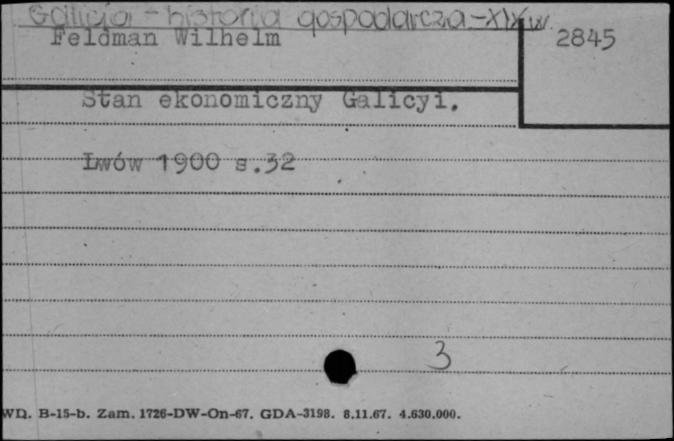 Galicja - historia gospodarcza - XIX w.
Feldman Wilhelm
2845
Stan ekonomiczny Galicyi.
Lwów 1900 s.32
3
WD. B-15-b. Zam. 1726-DW-On-67. GDA-3198. 8.11.67. 4.630.000.